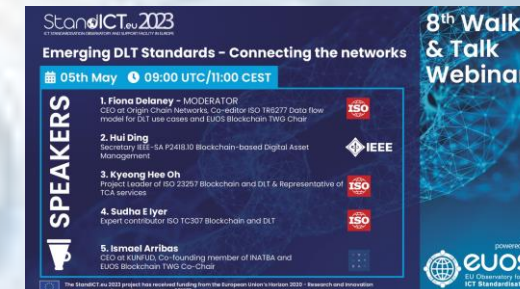 StandICT.eu 2023
ICT STANDARDISATION OBSERVATORY AND SUPPORT FACILITY IN EUROPE
Emerging DLT Standards - Connecting the networks
05th May 09:00 UTC/11:00 CEST
SPEAKERS
1. Fiona Delaney - MODERATOR
CEO at Origin Chain Networks, Co-editor ISO TR6277 Data flow
model for DLT use cases and EUOS Blockchain TWG Chair
ISO
2. Hui Ding
Secretary IEEE-SA P2418.10 Blockchain-based Digital Asset
Management
IEEE
3. Kyeong Hee Oh
Project Leader of ISO 23257 Blockchain and DLT & Representative of
TCA services
ISO
4. Sudha E Iyer
Expert contributor ISO TC307 Blockchain and DLT
ISO
5. Ismael Arribas
CEO at KUNFUD, Co-founding member of INATBA and
EUOS Blockchain TWG Co-Chair
The StandICT.eu 2023 project has received funding from the European Union's Horizon 2020 - Research and Innovation
8th Walk
& Talk
Webina
powered
EUOS
EU Observatory fo
ICT Standardisa